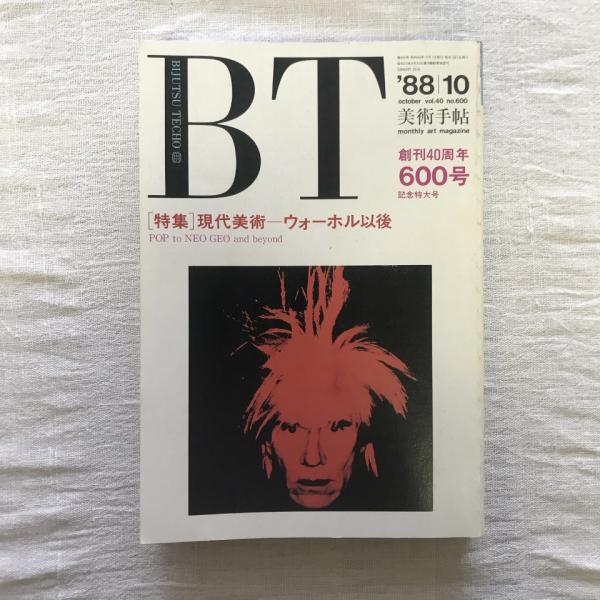 BT
BIJUTSU TECHO
'88|10
october vol.40 no.600
美術手帖
monthly art magazine
創刊40周年
600号
記念特大号
[特集]現代美術—ウォーホル以後
POP to NEO GEO and beyond